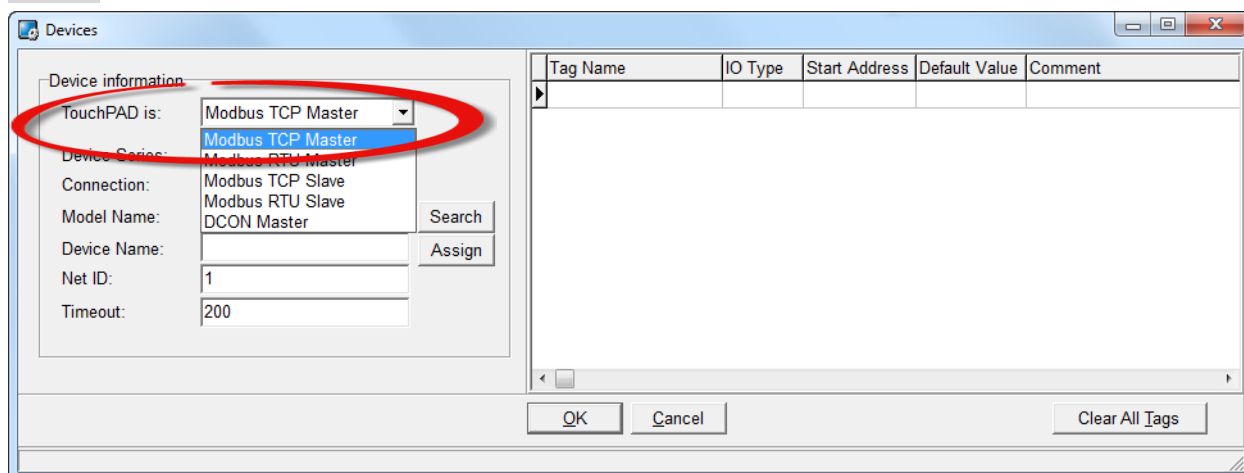 Devices
Device information
TouchPAD is: Modbus TCP Master
Modbus TCP Master
Device Series: Modbus RTU Master
Connection: Modbus TCP Slave
Modbus RTU Slave
Model Name: DCON Master Search
Device Name: Assign
Net ID: 1
Timeout: 200
Tag Name IO Type Start Address Default Value Comment
OK Cancel Clear All Tags